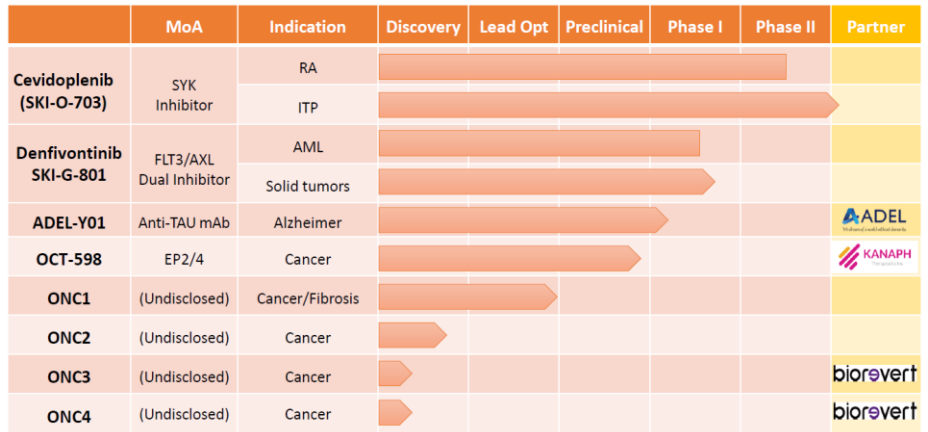 MoA Indication Discovery Lead Opt Preclinical Phase I Phase II Partner
Cevidoplenib
(SKI-O-703)
SYK
Inhibitor
RA
ITP
Denfivontinib
SKI-G-801
FLT3/AXL
Dual Inhibitor
AML
Solid tumors
ADEL-Y01 Anti-TAU mAb Alzheimer ADEL
OCT-598 EP2/4 Cancer KANAPH
ONC1 (Undisclosed) Cancer/Fibrosis
ONC2 (Undisclosed) Cancer
ONC3 (Undisclosed) Cancer biorevert
ONC4 (Undisclosed) Cancer biorevert